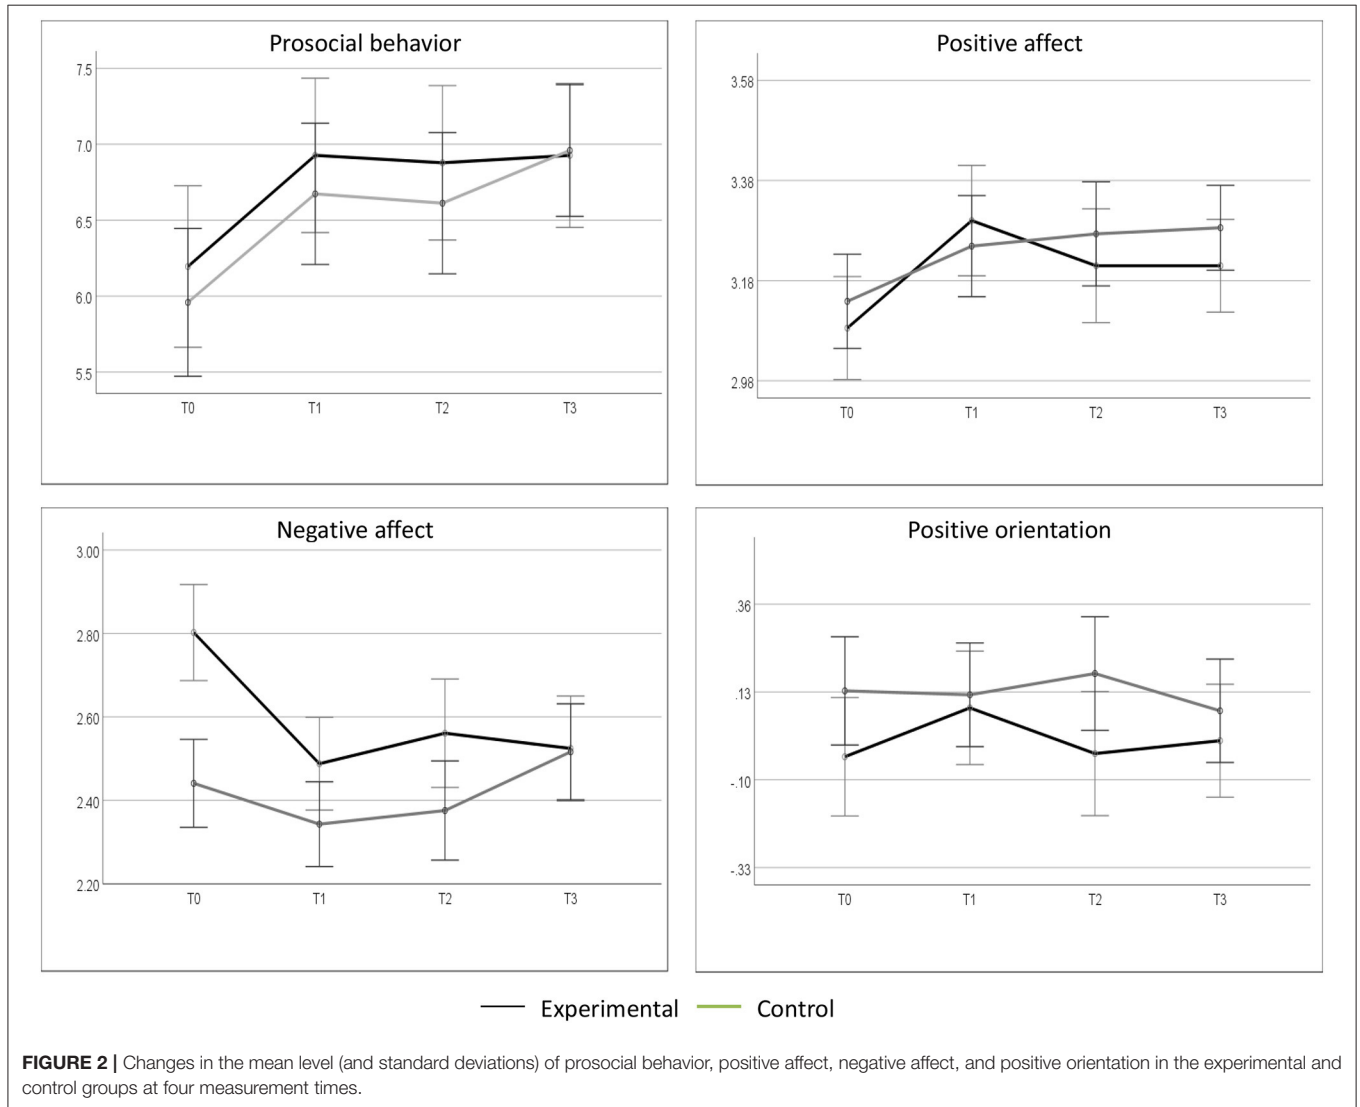 Prosocial behavior
7.5
7.0
6.5
6.0
5.5
T0 T1 T2 T3
Positive affect
3.58
3.38
3.18
2.98
T0 T1 T2 T3
Negative affect
3.00
2.80
2.60
2.40
2.20
T0 T1 T2 T3
Positive orientation
.36
.13
-.10
-.33
T0 T1 T2 T3
Experimental Control
FIGURE 2 | Changes in the mean level (and standard deviations) of prosocial behavior, positive affect, negative affect, and positive orientation in the experimental and
control groups at four measurement times.